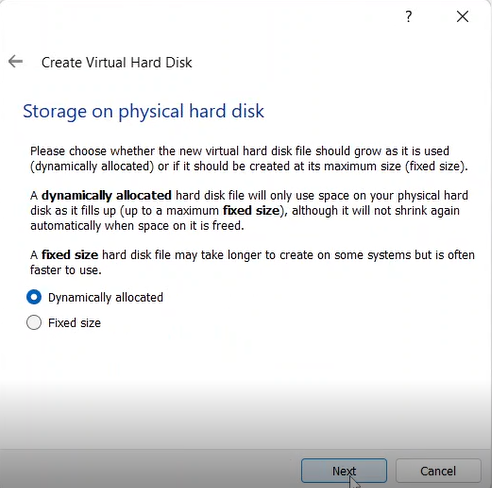 ?
Create Virtual Hard Disk
Storage on physical hard disk
Please choose whether the new virtual hard disk file should grow as it is used
(dynamically allocated) or if it should be created at its maximum size (fixed size).
A dynamically allocated hard disk file will only use space on your physical hard
disk as it fills up (up to a maximum fixed size), although it will not shrink again
automatically when space on it is freed.
A fixed size hard disk file may take longer to create on some systems but is often
faster to use.
Dynamically allocated
Fixed size
Next
Cancel